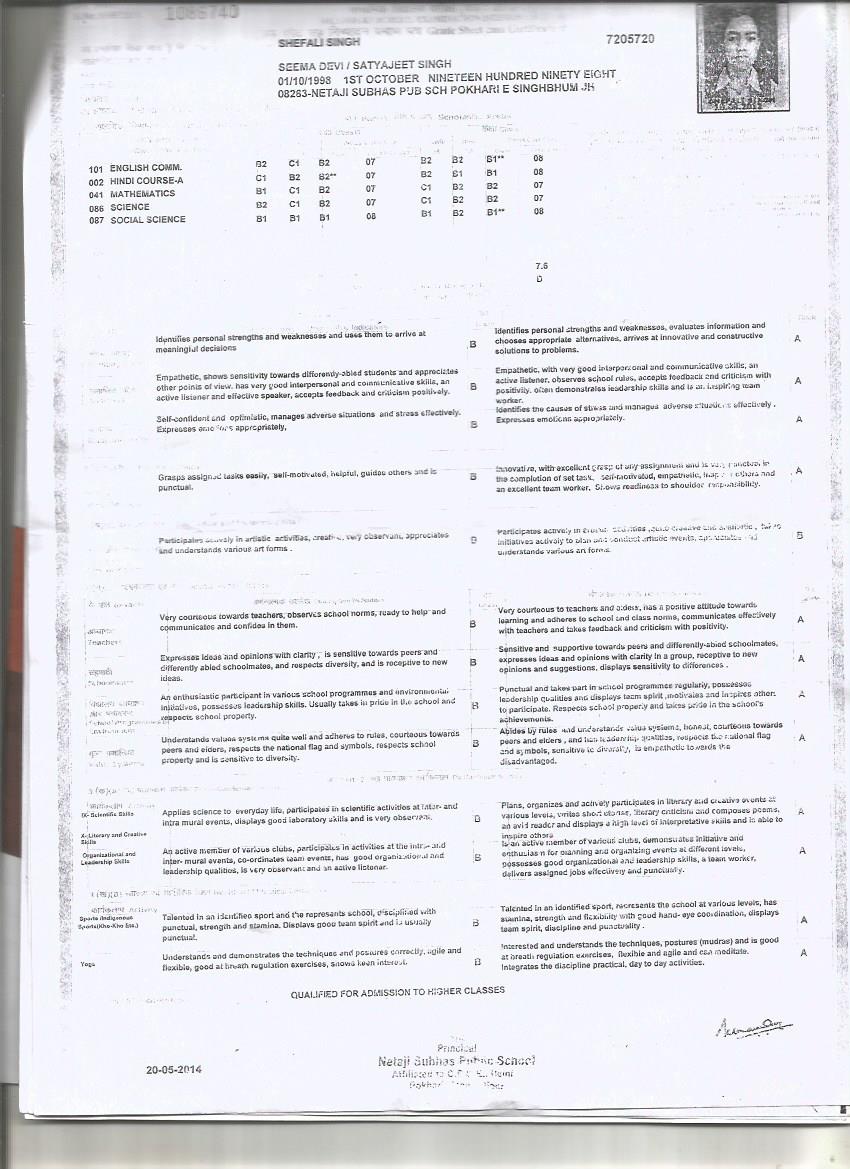 1086740
SHEFALI SINGH 7205720
SEEMA DEVI / SATYAJEET SINGH
01/10/1998 1ST OCTOBER NINETEEN HUNDRED NINETY EIGHT
08263-NETAJI SUBHAS PUB SCH POKHARI E SINGHBHUM JH
101 ENGLISH COMM. B2 C1 B2 07 B2 B2 B1** 08
002 HINDI COURSE-A C1 B2 B2** 07 B2 B1 B1 08
041 MATHEMATICS B1 C1 B2 07 C1 B2 B2 07
086 SCIENCE B2 C1 B2 07 C1 B2 B2 07
087 SOCIAL SCIENCE B1 B1 B1 08 B1 B2 B1** 08
7.6
D
Identifies personal strengths and weaknesses and uses them to arrive at
meaningful decisions
B
Identifies personal strengths and weaknesses, evaluates information and
chooses appropriate alternatives, arrives at innovative and constructive
solutions to problems.
A
Empathetic, shows sensitivity towards differently-abled students and appreciates
other points of view. has very good interpersonal and communicative skills, an
active listener and effective speaker, accepts feedback and criticism positively.
B
Empathetic, with very good interpersonal and communicative skills, an
active listener, observes school rules, accepts feedback and criticism with
positivity. often demonstrates leadership skills and is an inspiring team
worker.
A
Self-confident and optimistic, manages adverse situations and stress effectively.
Expresses emotions appropriately,
B
Identifies the causes of stress and manages adverse situations effectively .
Expresses emotions appropriately.
A
Grasps assigned tasks easily, self-motivated, helpful, guides others and is
punctual.
B
Innovative, with excellent grasp of any assignment and is very punctual in
the completion of set task. Self-motivated, empathetic, others and
an excellent team worker. Shows readiness to shoulder responsibility.
A
Participates actively in artistic activities, creative, very observant, appreciates
and understands various art forms .
B
Participates actively in
initiatives actively to plan and conduct artistic events,
understands various art forms.
B
Teachers
Very courteous towards teachers, observes school norms, ready to help and
communicates and confides in them.
B
Very courteous to teachers and elders, has a positive attitude towards
learning and adheres to school and class norms, communicates effectively
with teachers and takes feedback and criticism with positivity.
A
Expresses ideas and opinions with clarity , is sensitive towards peers and
differently abled schoolmates, and respects diversity, and is receptive to new
ideas.
B
Sensitive and supportive towards peers and differently-abled schoolmates,
expresses ideas and opinions with clarity in a group, receptive to new
opinions and suggestions, displays sensitivity to differences .
A
An enthusiastic participant in various school programmes and environmental
initiatives, possesses leadership skills. Usually takes in pride in the school and
respects school property.
B
Punctual and takes part in school programmes regularly, possesses
leadership qualities and displays team spirit ,motivates and inspires others
to participate. Respects school property and takes pride in the school's
achievements.
A
Understands values systems quite well and adheres to rules, courteous towards
peers and elders, respects the national flag and symbols, respects school
property and is sensitive to diversity.
B
Abides by rules and understands value systems, honest, courteous towards
peers and elders , and has leadership qualities, respects the national flag
and symbols, sensitive to diversity, is empathetic towards the
disadvantaged.
A
IX- Scientific Skills
Applies science to everyday life, participates in scientific activities at inter- and
intra mural events, displays good laboratory skills and is very observant.
B
X-Literary and Creative
Skills
Plans, organizes and actively participates in literary and creative events at
various levels, writes short stories, literary criticism and composes poems,
an avid reader and displays a high level of interpretative skills and is able to
inspire others
A
Organizational and
Leadership Skills
An active member of various clubs, participates in activities at the intra- and
inter- mural events, co-ordinates team events, has good organizational and
leadership qualities, is very observant and an active listener.
B
Is an active member of various clubs, demonstrates initiative and
enthusiasm for planning and organizing events at different levels,
possesses good organizational and leadership skills, a team worker,
delivers assigned jobs effectively and punctually.
A
Sports /Indigenous
Sports(Kho-Kho Etc.)
Talented in an identified sport and the represents school, disciplined with
punctual, strength and stamina. Displays good team spirit and is usually
punctual.
B
Talented in an identified sport, represents the school at various levels, has
stamina, strength and flexibility with good hand- eye coordination, displays
team spirit, discipline and punctuality .
A
Yoga
Understands and demonstrates the techniques and postures correctly, agile and
flexible, good at breath regulation exercises, shows keen interest.
B
Interested and understands the techniques, postures (mudras) and is good
at breath regulation exercises, flexible and agile and can meditate.
Integrates the discipline practical, day to day activities.
A
QUALIFIED FOR ADMISSION TO HIGHER CLASSES
20-05-2014
Principal
Netaji Subhas Public School